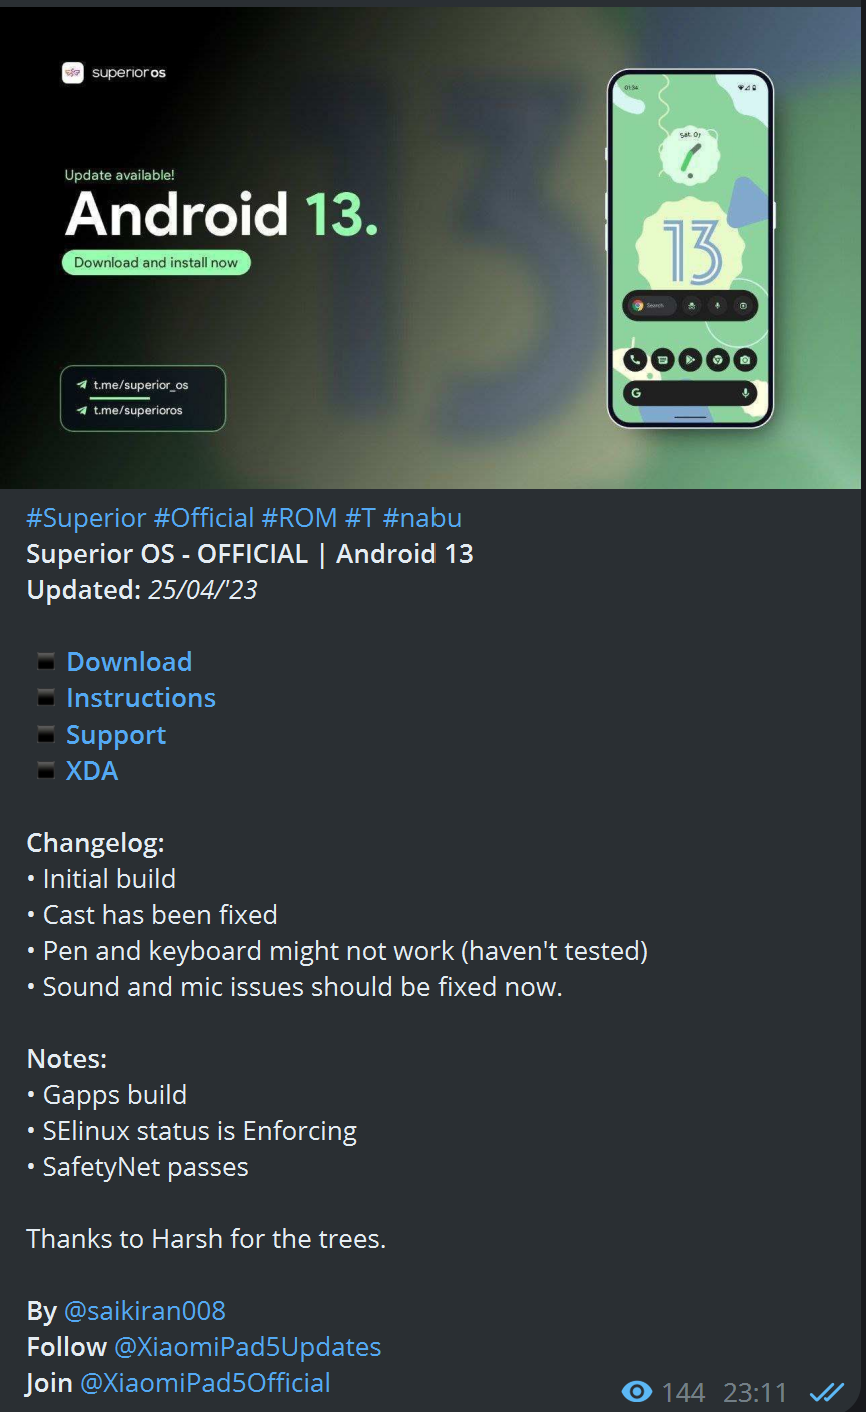 superioros
Update available!
Android 13.
Download and install now
t.me/superior_os
t.me/superioros
01:34
Sat, 01
13
Search
G
#Superior #Official #ROM #T #nabu
Superior OS - OFFICIAL | Android 13
Updated: 25/04/'23
Download
Instructions
Support
XDA
Changelog:
• Initial build
• Cast has been fixed
• Pen and keyboard might not work (haven't tested)
• Sound and mic issues should be fixed now.
Notes:
• Gapps build
• SElinux status is Enforcing
• SafetyNet passes
Thanks to Harsh for the trees.
By @saikiran008
Follow @XiaomiPad5Updates
Join @XiaomiPad5Official
144 23:11